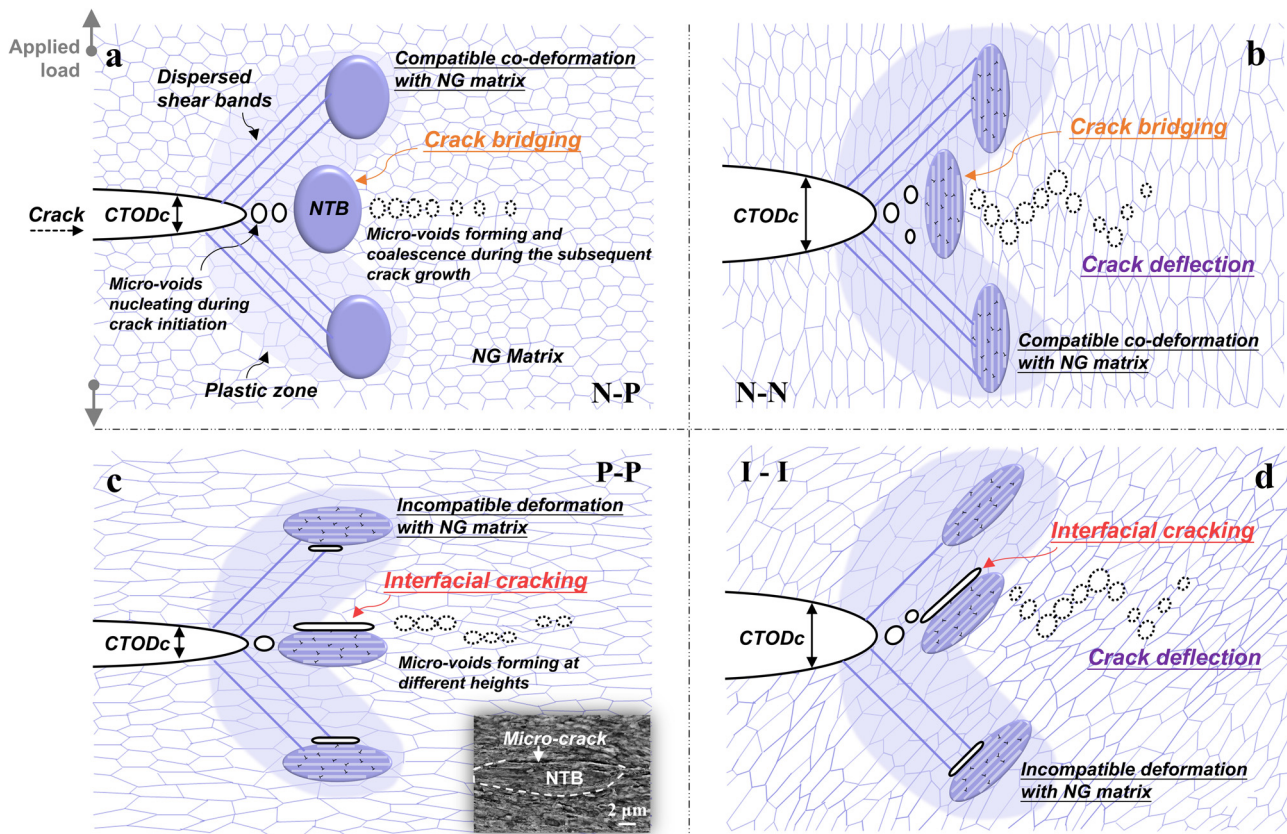 Applied
load
a
Dispersed
shear bands
Compatible co-deformation
with NG matrix
Crack bridging
Crack
CTODc
NTB
Micro-voids forming and
coalescence during the subsequent
crack growth
Micro-voids
nucleating during
crack initiation
Plastic zone
NG Matrix
N-P
b
Crack bridging
CTODc
Crack deflection
Compatible co-deformation
with NG matrix
N-N
c
P-P
Incompatible deformation
with NG matrix
Interfacial cracking
CTODc
Micro-voids forming at
different heights
Micro-crack
NTB
2 μm
I - I
d
Interfacial cracking
CTODc
Crack deflection
Incompatible deformation
with NG matrix